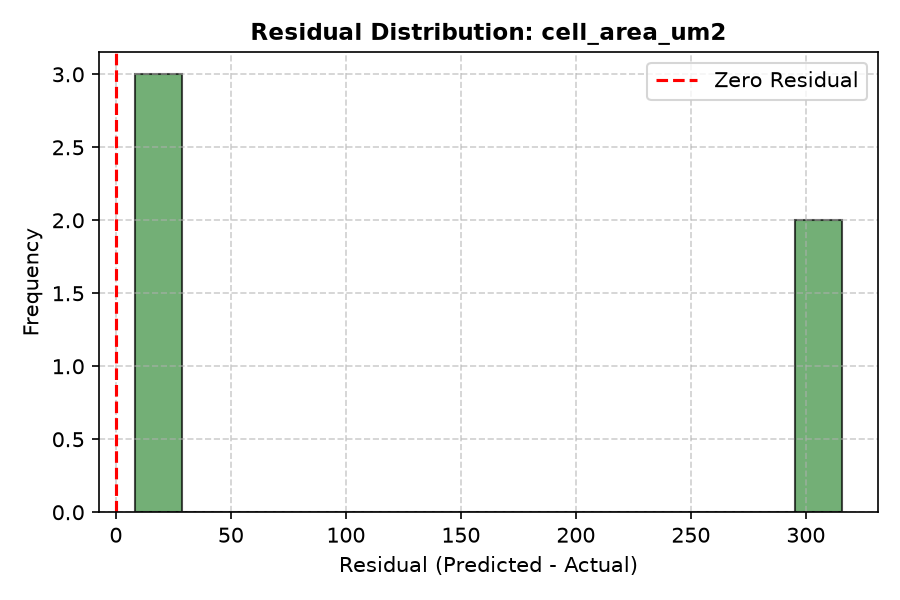 Residual Distribution: cell_area_um2
Zero Residual
Frequency
3.0
2.5
2.0
1.5
1.0
0.5
0.0
0 50 100 150 200 250 300
Residual (Predicted - Actual)